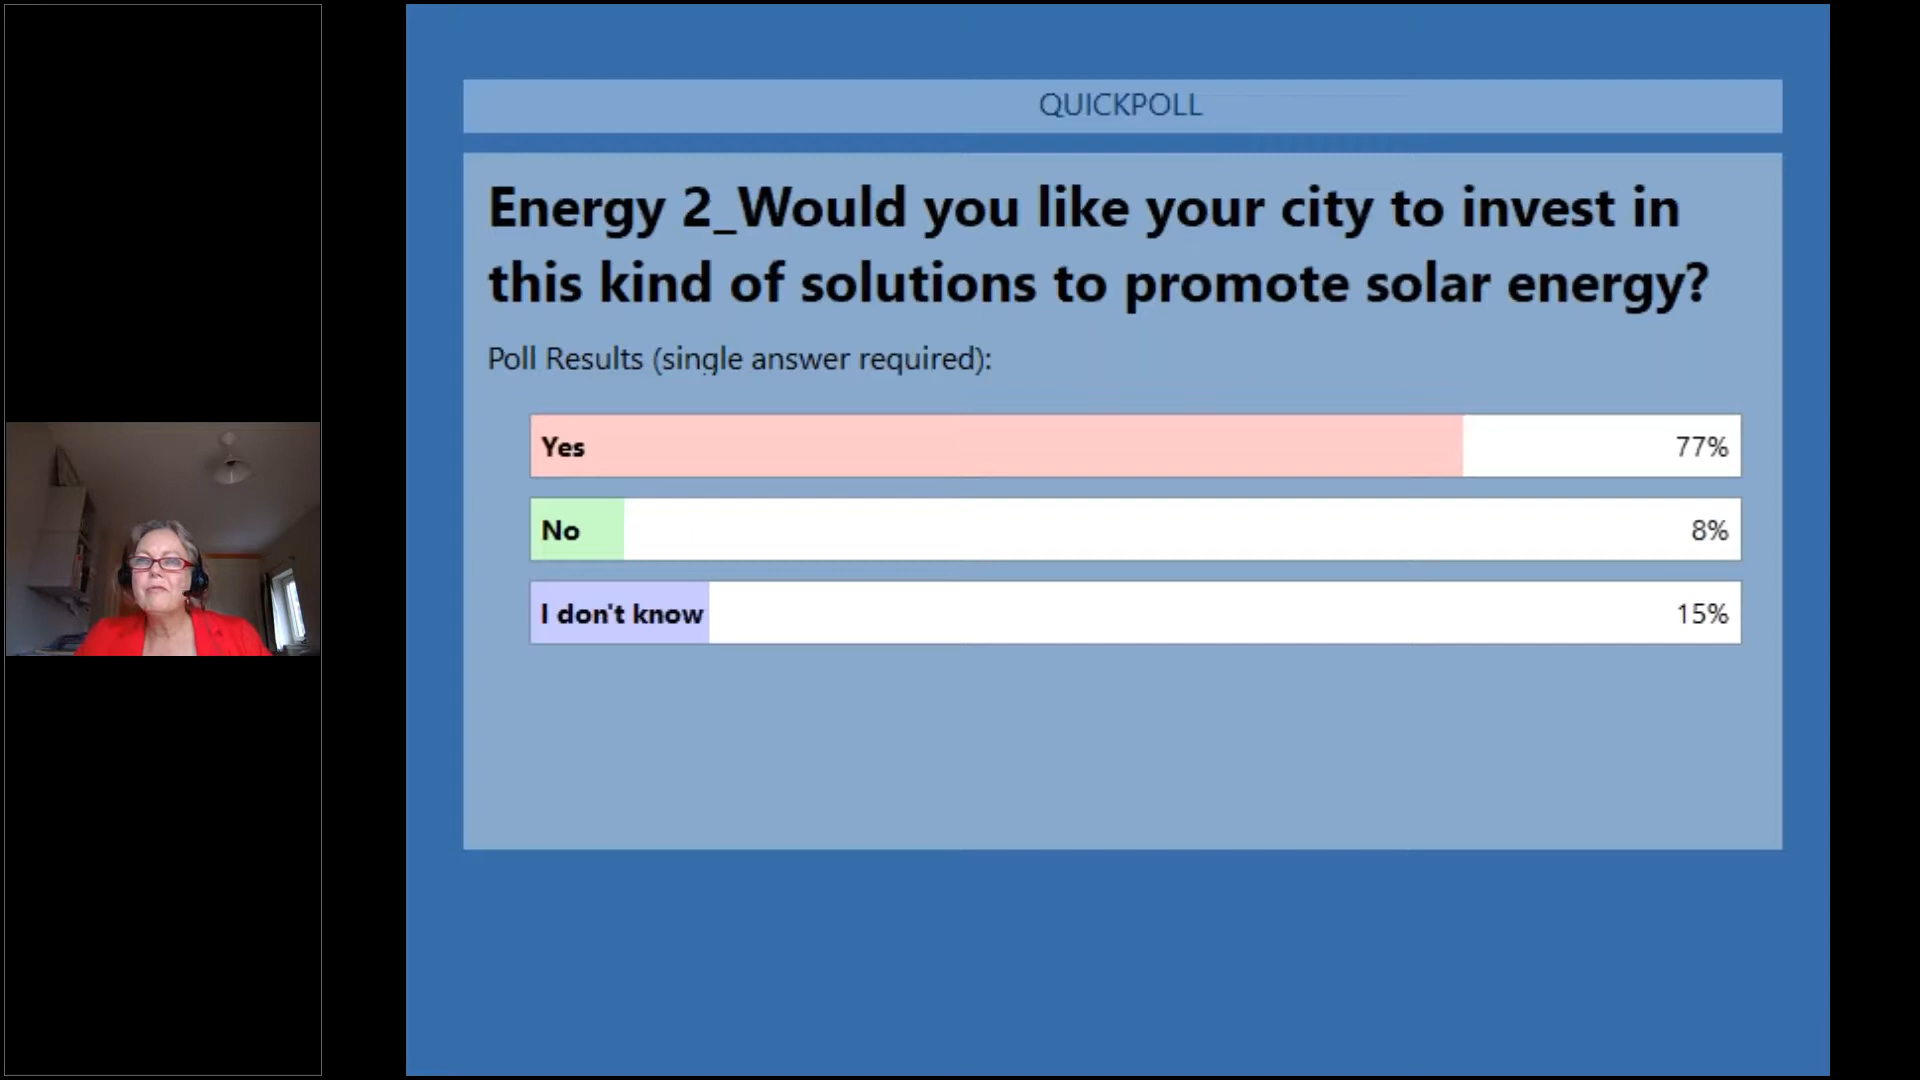 QUICKPOLL
Energy 2_Would you like your city to invest in
this kind of solutions to promote solar energy?
Poll Results (single answer required):
Yes 77%
No 8%
I don't know 15%